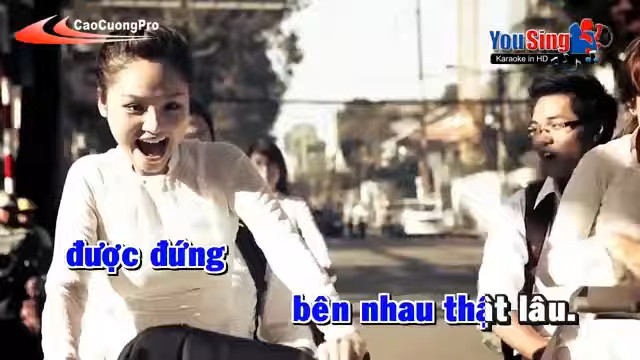 CaoCuongPro
YouSing
Karaoke in HD
được đứng
bên nhau thật lâu.